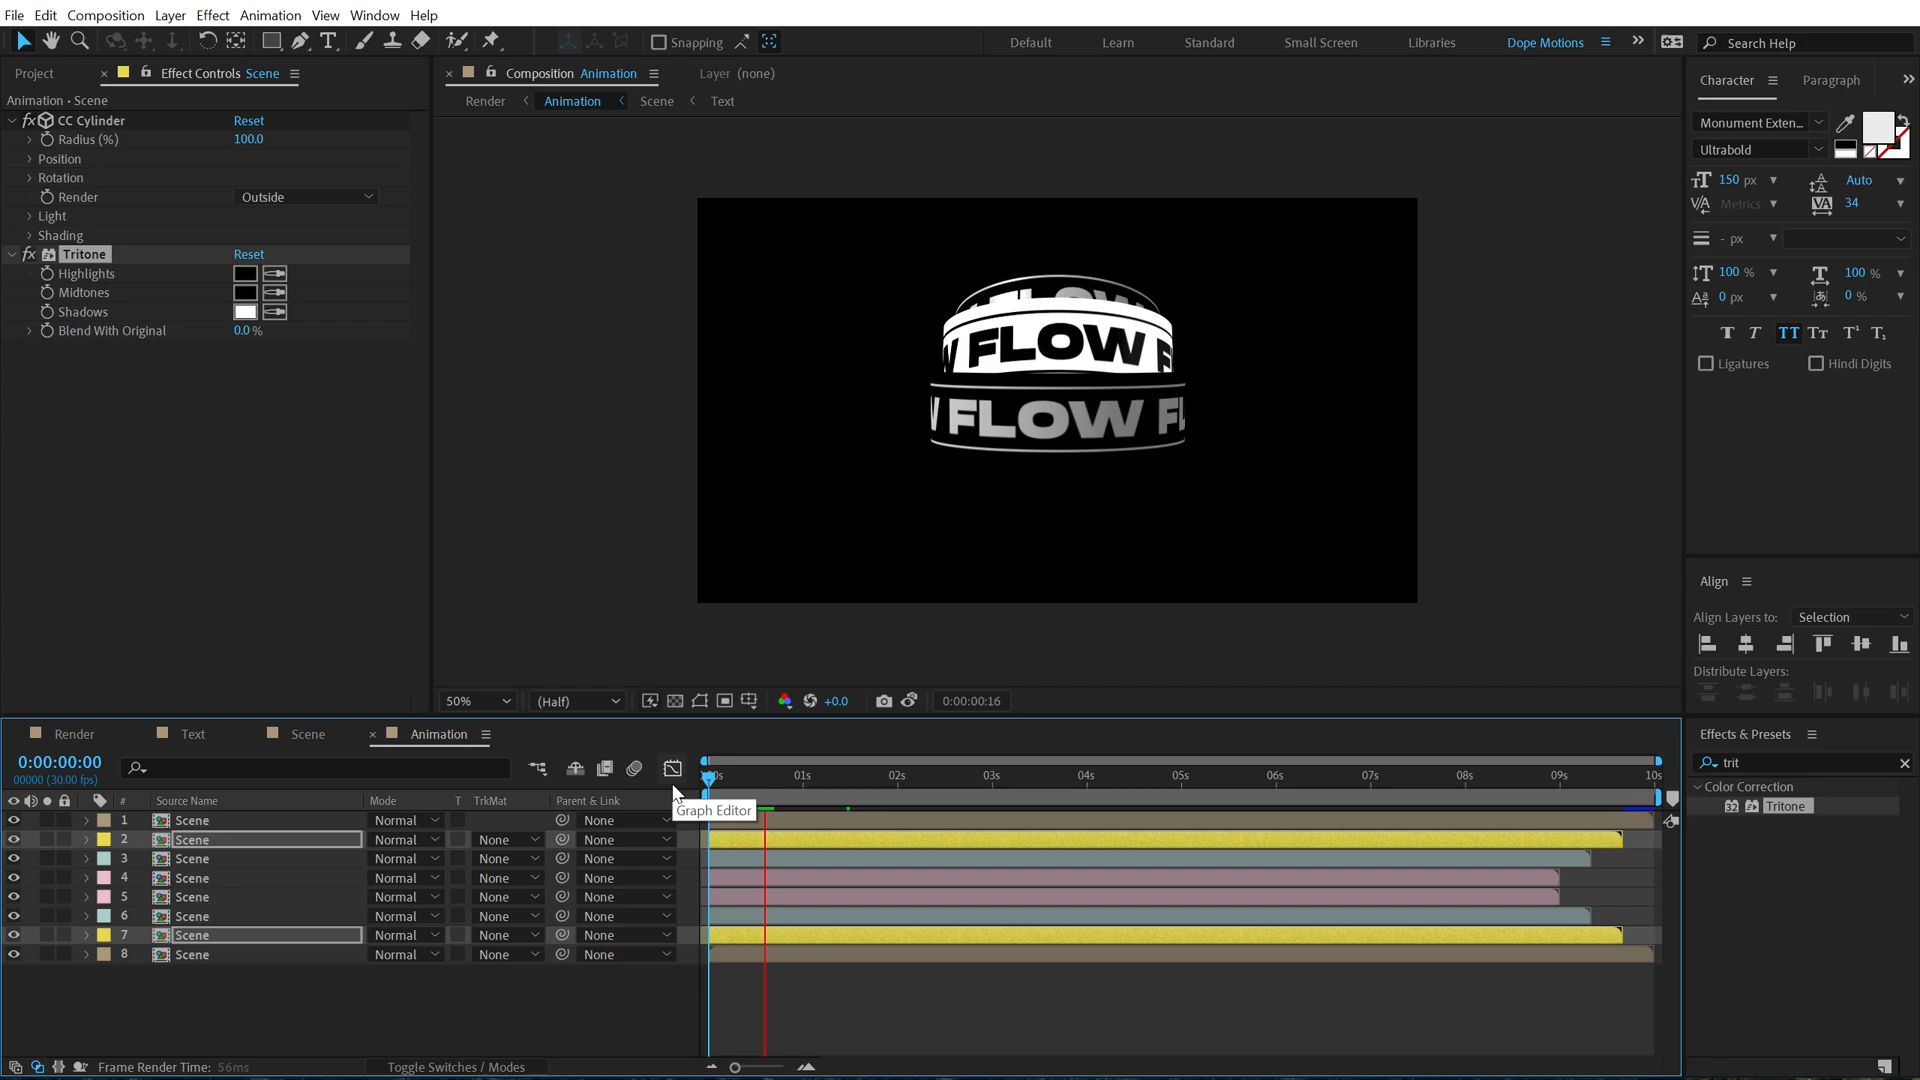 File Edit Composition Layer Effect Animation View Window Help
Snapping Default Learn Standard Small Screen Libraries Dope Motions Search Help
Project Effect Controls Scene Composition Animation Layer (none) Character Paragraph
Animation • Scene Render Animation Scene Text
fx CC Cylinder Reset
Radius (%) 100.0
Position
Rotation
Render Outside
Light
Shading
fx Tritone Reset
Highlights
Midtones
Shadows
Blend With Original 0.0 %
FLOW
W FLOW F
W FLOW FL
Monument Exten...
Ultrabold
150 px Auto
Metrics 34
- px
100 % 100 %
0 px 0 %
Ligatures Hindi Digits
Align
Align Layers to: Selection
Distribute Layers:
50% (Half) +0.0 0:00:00:16
Render Text Scene Animation
0:00:00:00
00000 (30.00 fps)
01s 02s 03s 04s 05s 06s 07s 08s 09s 10s
# Source Name Mode T TrkMat Parent & Link Graph Editor
1 Scene Normal None
2 Scene Normal None None
3 Scene Normal None None
4 Scene Normal None None
5 Scene Normal None None
6 Scene Normal None None
7 Scene Normal None None
8 Scene Normal None None
Frame Render Time: 56ms Toggle Switches / Modes
Effects & Presets
trit
Color Correction
32 Tritone